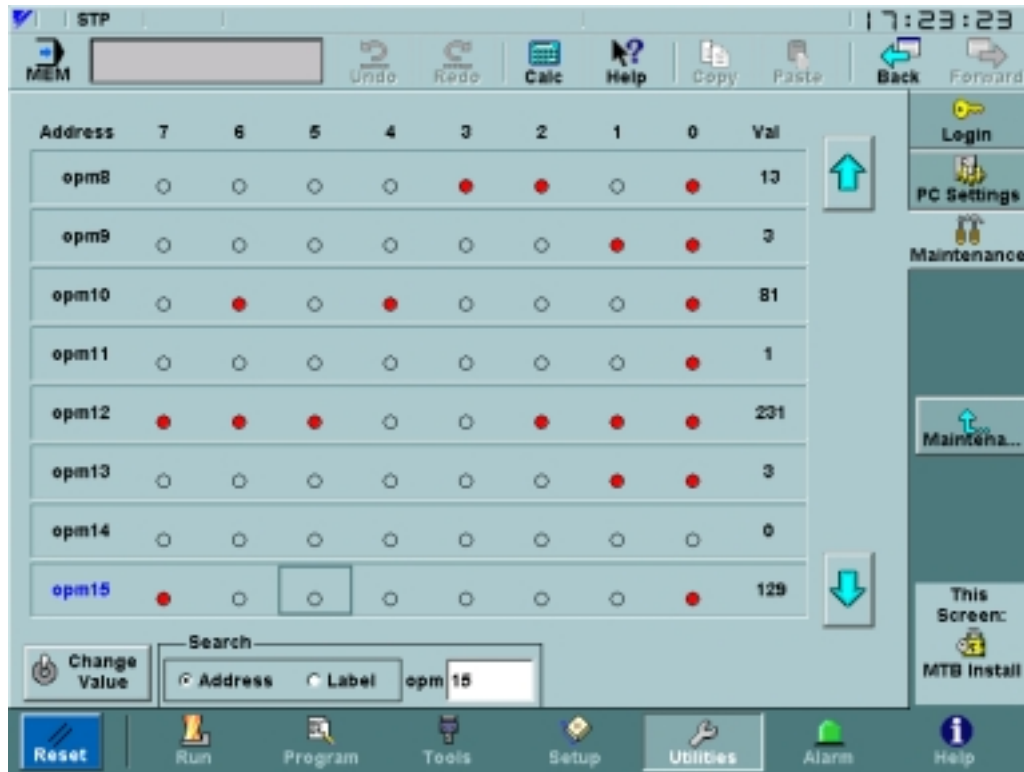 STP 17:23:23
MEM Undo Redo Calc Help Copy Paste Back Forward
Address 7 6 5 4 3 2 1 0 Val
Login
opm8 13
PC Settings
opm9 3
Maintenance
opm10 81
opm11 1
opm12 231
Maintena...
opm13 3
opm14 0
opm15 129
This
Screen:
MTB Install
Search
Change
Value
Address Label opm 15
Reset Run Program Tools Setup Utilities Alarm Help